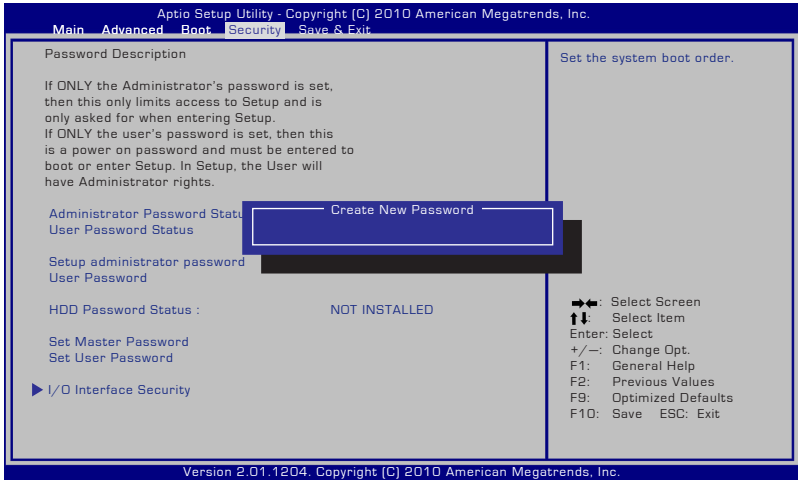 Aptio Setup Utility - Copyright (C) 2010 American Megatrends, Inc.
Main Advanced Boot Security Save & Exit
Password Description
If ONLY the Administrator's password is set,
then this only limits access to Setup and is
only asked for when entering Setup.
If ONLY the user's password is set, then this
is a power on password and must be entered to
boot or enter Setup. In Setup, the User will
have Administrator rights.
Administrator Password Statu
User Password Status
Create New Password
Setup administrator password
User Password
HDD Password Status : NOT INSTALLED
Set Master Password
Set User Password
I/O Interface Security
Set the system boot order.
→←: Select Screen
↑↓: Select Item
Enter: Select
+/—: Change Opt.
F1: General Help
F2: Previous Values
F9: Optimized Defaults
F10: Save ESC: Exit
Version 2.01.1204. Copyright (C) 2010 American Megatrends, Inc.